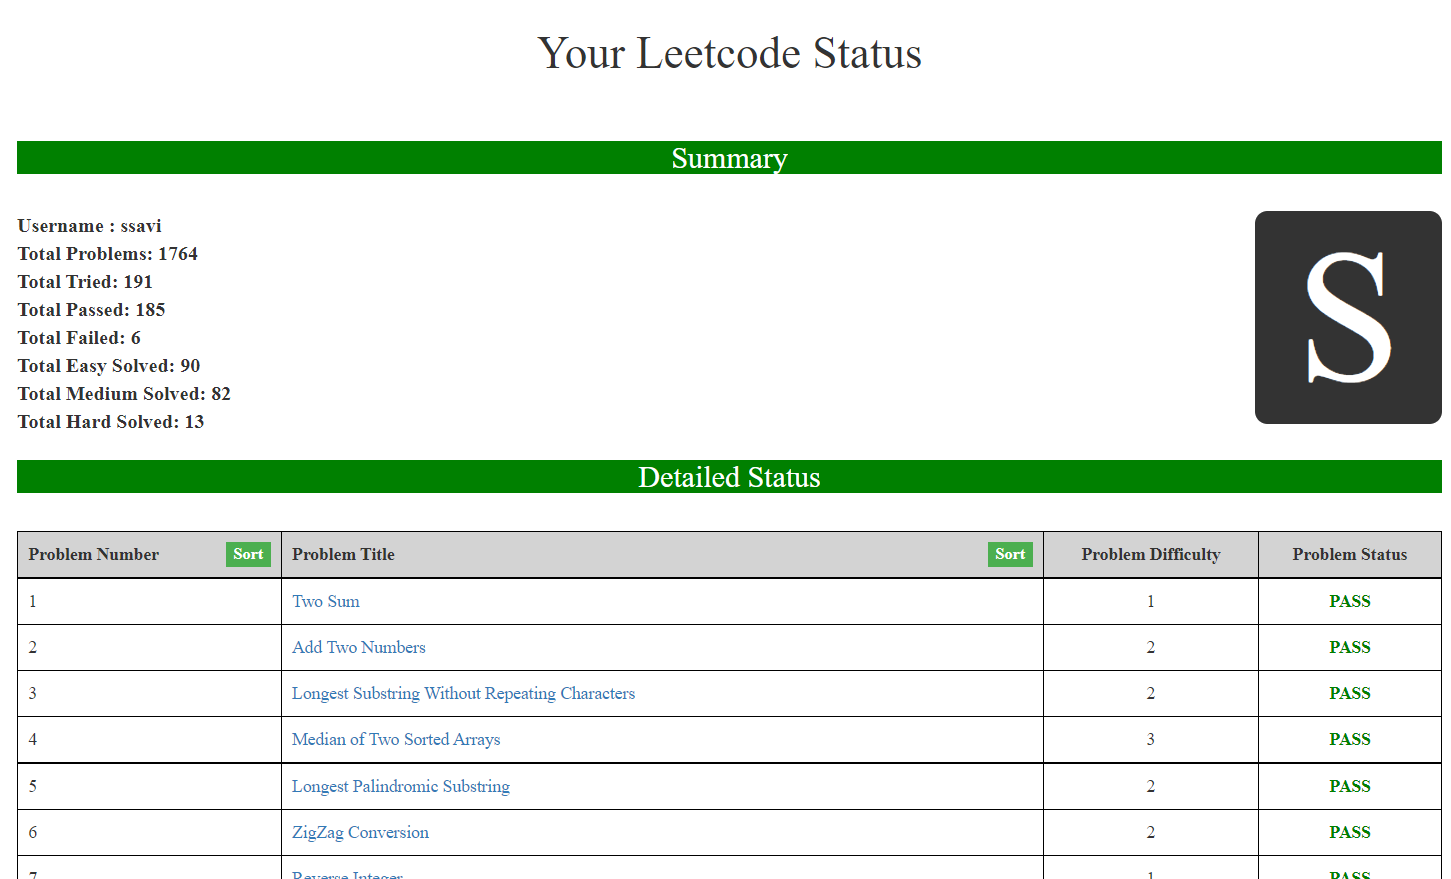 Your Leetcode Status
Summary
Username : ssavi
Total Problems: 1764
Total Tried: 191
Total Passed: 185
Total Failed: 6
Total Easy Solved: 90
Total Medium Solved: 82
Total Hard Solved: 13
S
Detailed Status
Problem Number Sort Problem Title Sort Problem Difficulty Problem Status
1 Two Sum 1 PASS
2 Add Two Numbers 2 PASS
3 Longest Substring Without Repeating Characters 2 PASS
4 Median of Two Sorted Arrays 3 PASS
5 Longest Palindromic Substring 2 PASS
6 ZigZag Conversion 2 PASS
7 Reverse Integer 1 PASS